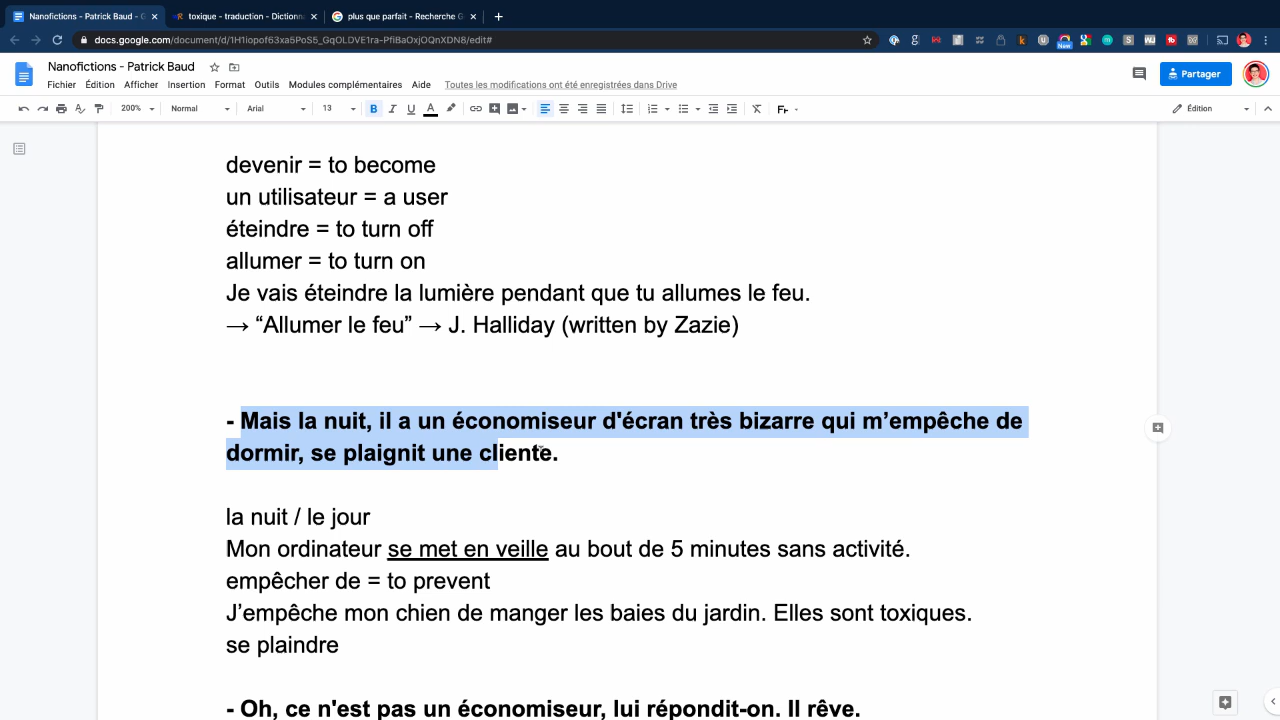 Nanofictions - Patrick Baud - G
toxique - traduction - Dictionn
plus que parfait - Recherche G
docs.google.com/document/d/1H1iopof63xa5PoS5_GqOLDVE1ra-PfiBaOxjOQnXDN8/edit#
Nanofictions - Patrick Baud
Fichier Édition Afficher Insertion Format Outils Modules complémentaires Aide Toutes les modifications ont été enregistrées dans Drive
Partager
200% Normal Arial 13 B I U A Édition
devenir = to become
un utilisateur = a user
éteindre = to turn off
allumer = to turn on
Je vais éteindre la lumière pendant que tu allumes le feu.
→ “Allumer le feu” → J. Halliday (written by Zazie)
- Mais la nuit, il a un économiseur d'écran très bizarre qui m’empêche de
dormir, se plaignit une cliente.
la nuit / le jour
Mon ordinateur se met en veille au bout de 5 minutes sans activité.
empêcher de = to prevent
J’empêche mon chien de manger les baies du jardin. Elles sont toxiques.
se plaindre
- Oh, ce n'est pas un économiseur, lui répondit-on. Il rêve.